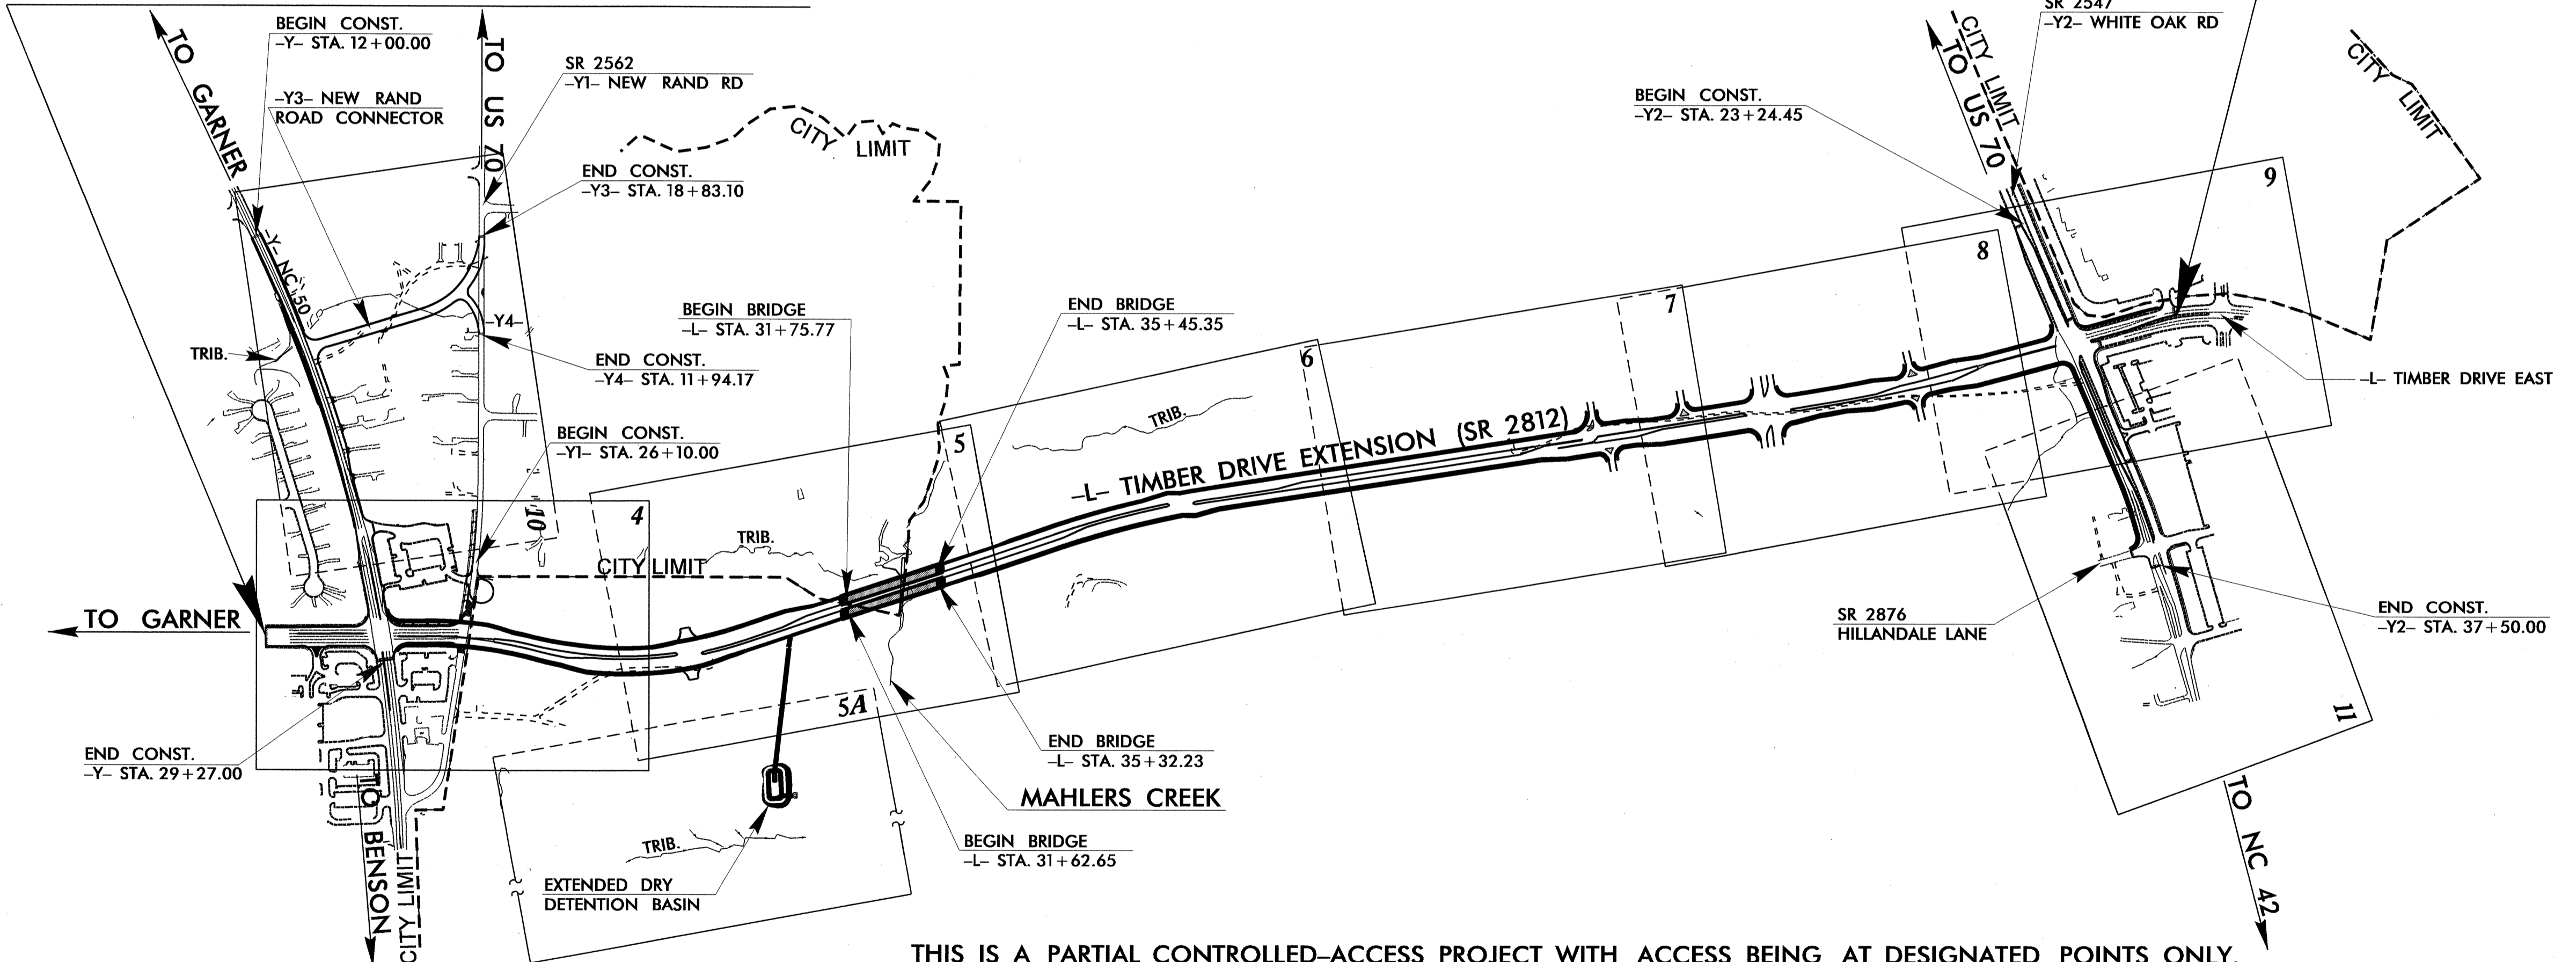 BEGIN CONST.
-Y- STA. 12+00.00
TO GARNER
-Y3- NEW RAND
ROAD CONNECTOR
TO US 70
SR 2562
-Y1- NEW RAND RD
END CONST.
-Y3- STA. 18+83.10
CITY LIMIT
-Y- NC 50
BEGIN BRIDGE
-L- STA. 31+75.77
END BRIDGE
-L- STA. 35+45.35
-Y4-
TRIB.
END CONST.
-Y4- STA. 11+94.17
BEGIN CONST.
-Y1- STA. 26+10.00
10
4
5
6
7
8
9
TRIB.
-L- TIMBER DRIVE EXTENSION (SR 2812)
SR 2547
-Y2- WHITE OAK RD
BEGIN CONST.
-Y2- STA. 23+24.45
CITY LIMIT
TO US 70
CITY LIMIT
-L- TIMBER DRIVE EAST
TRIB.
CITY LIMIT
TO GARNER
5A
SR 2876
HILLANDALE LANE
END CONST.
-Y2- STA. 37+50.00
11
END CONST.
-Y- STA. 29+27.00
END BRIDGE
-L- STA. 35+32.23
MAHLERS CREEK
BEGIN BRIDGE
-L- STA. 31+62.65
TRIB.
EXTENDED DRY
DETENTION BASIN
TO BENSON
CITY LIMIT
TO NC 42
THIS IS A PARTIAL CONTROLLED-ACCESS PROJECT WITH ACCESS BEING AT DESIGNATED POINTS ONLY.